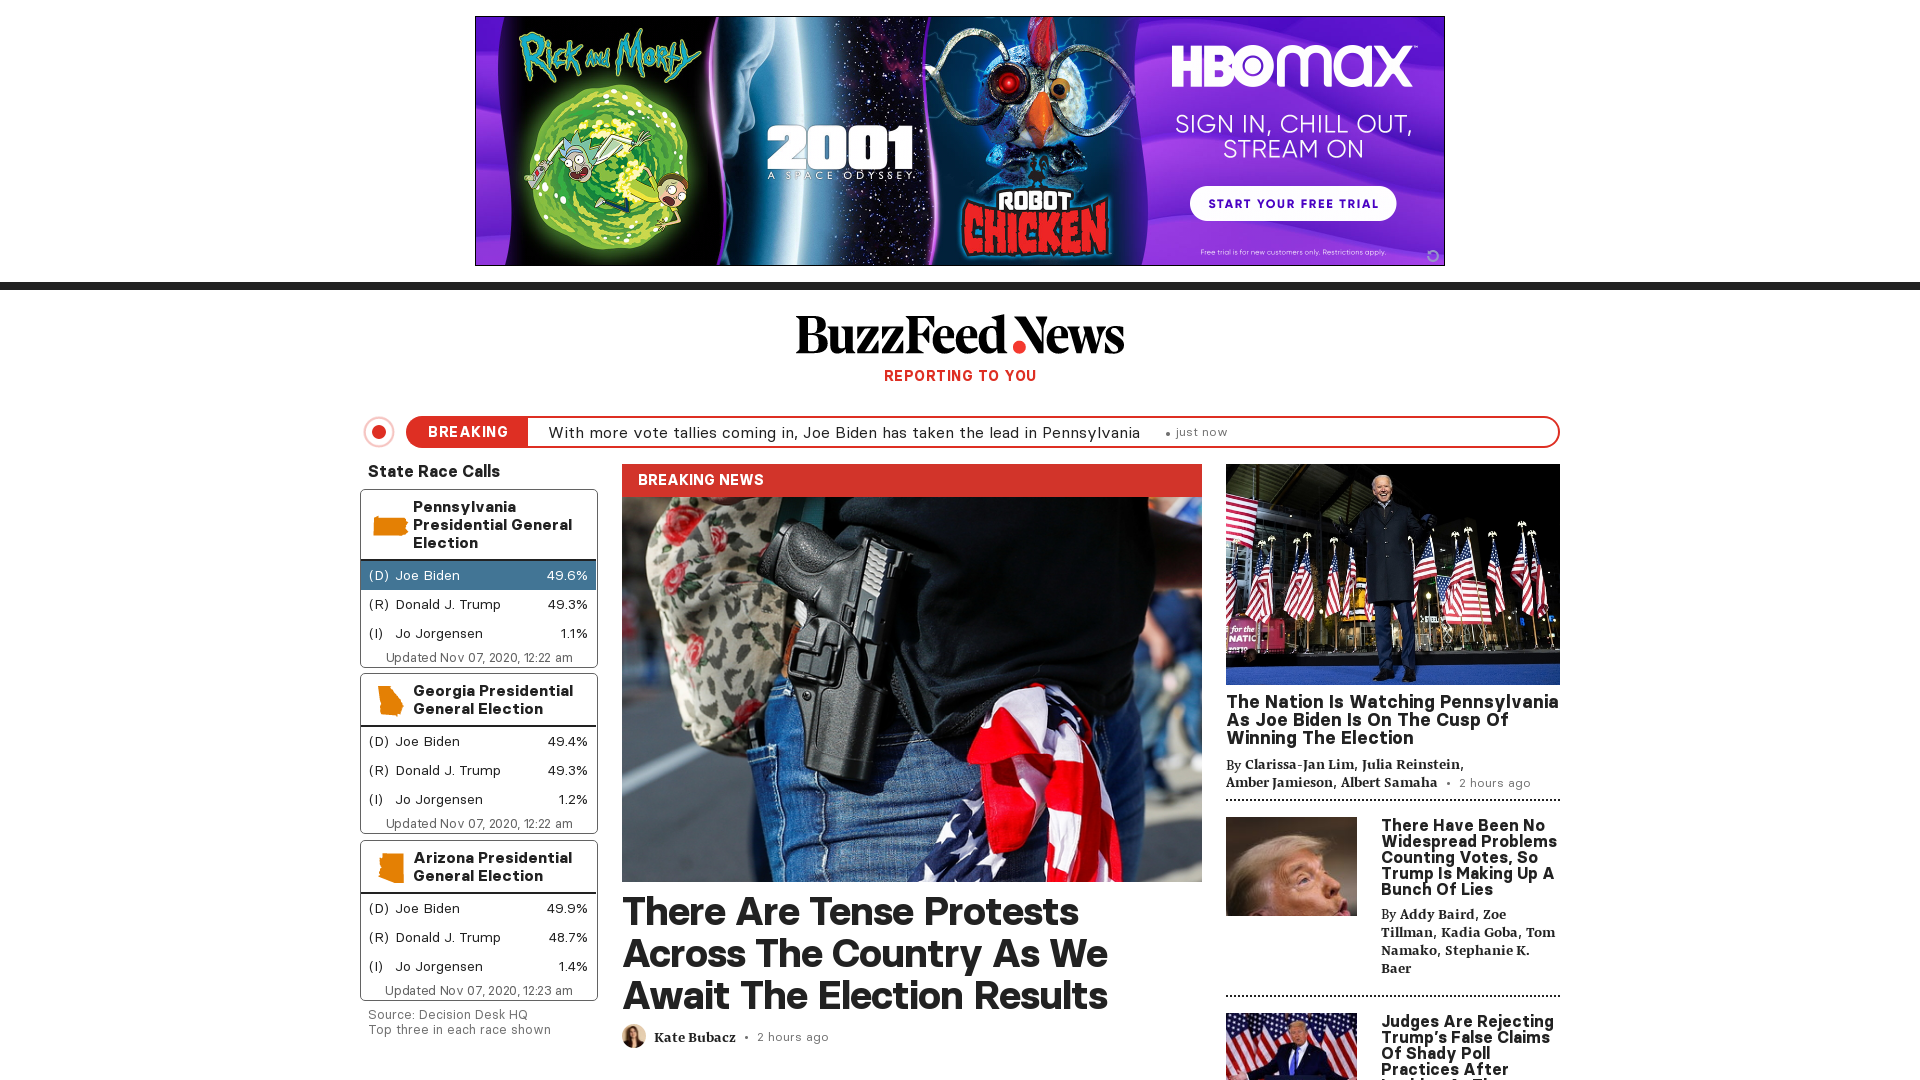 Rick and Morty
2001
A SPACE ODYSSEY
ROBOT
CHICKEN
HBOMAX
SIGN IN, CHILL OUT,
STREAM ON
START YOUR FREE TRIAL
Free trial is for new customers only. Restrictions apply.
BuzzFeed News
REPORTING TO YOU
BREAKING
With more vote tallies coming in, Joe Biden has taken the lead in Pennsylvania • just now
State Race Calls
Pennsylvania
Presidential General
Election
(D) Joe Biden 49.6%
(R) Donald J. Trump 49.3%
(I) Jo Jorgensen 1.1%
Updated Nov 07, 2020, 12:22 am
Georgia Presidential
General Election
(D) Joe Biden 49.4%
(R) Donald J. Trump 49.3%
(I) Jo Jorgensen 1.2%
Updated Nov 07, 2020, 12:22 am
Arizona Presidential
General Election
(D) Joe Biden 49.9%
(R) Donald J. Trump 48.7%
(I) Jo Jorgensen 1.4%
Updated Nov 07, 2020, 12:23 am
Source: Decision Desk HQ
Top three in each race shown
BREAKING NEWS
There Are Tense Protests
Across The Country As We
Await The Election Results
Kate Bubacz • 2 hours ago
The Nation Is Watching Pennsylvania
As Joe Biden Is On The Cusp Of
Winning The Election
By Clarissa-Jan Lim, Julia Reinstein,
Amber Jamieson, Albert Samaha • 2 hours ago
There Have Been No
Widespread Problems
Counting Votes, So
Trump Is Making Up A
Bunch Of Lies
By Addy Baird, Zoe
Tillman, Kadia Goba, Tom
Namako, Stephanie K.
Baer
Judges Are Rejecting
Trump's False Claims
Of Shady Poll
Practices After